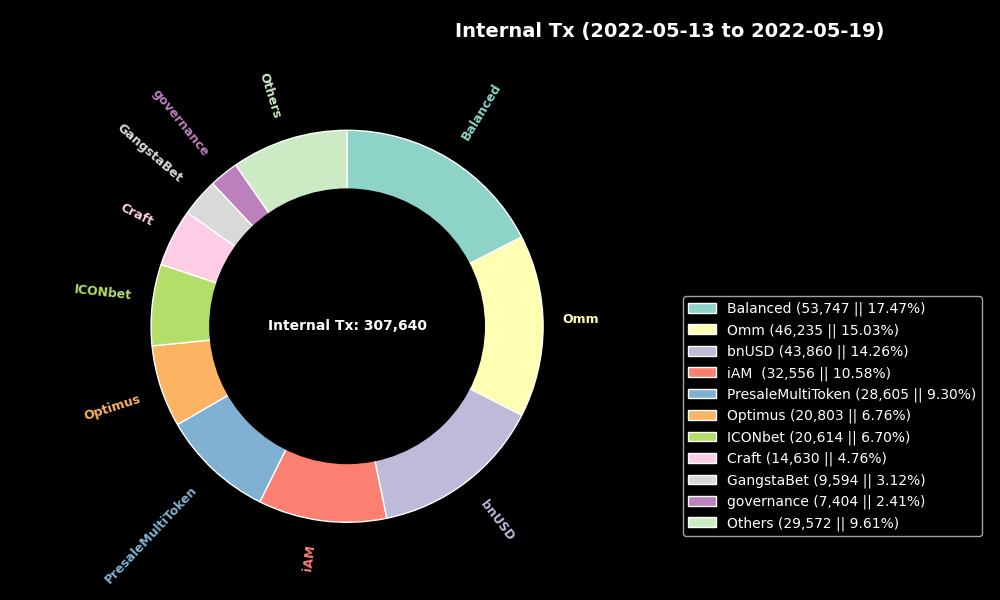 Internal Tx (2022-05-13 to 2022-05-19)
Others
Balanced
governance
GangstaBet
Craft
ICONbet
Omm
Internal Tx: 307,640
Optimus
PresaleMultiToken
iAM
bnUSD
Balanced (53,747 || 17.47%)
Omm (46,235 || 15.03%)
bnUSD (43,860 || 14.26%)
iAM  (32,556 || 10.58%)
PresaleMultiToken (28,605 || 9.30%)
Optimus (20,803 || 6.76%)
ICONbet (20,614 || 6.70%)
Craft (14,630 || 4.76%)
GangstaBet (9,594 || 3.12%)
governance (7,404 || 2.41%)
Others (29,572 || 9.61%)